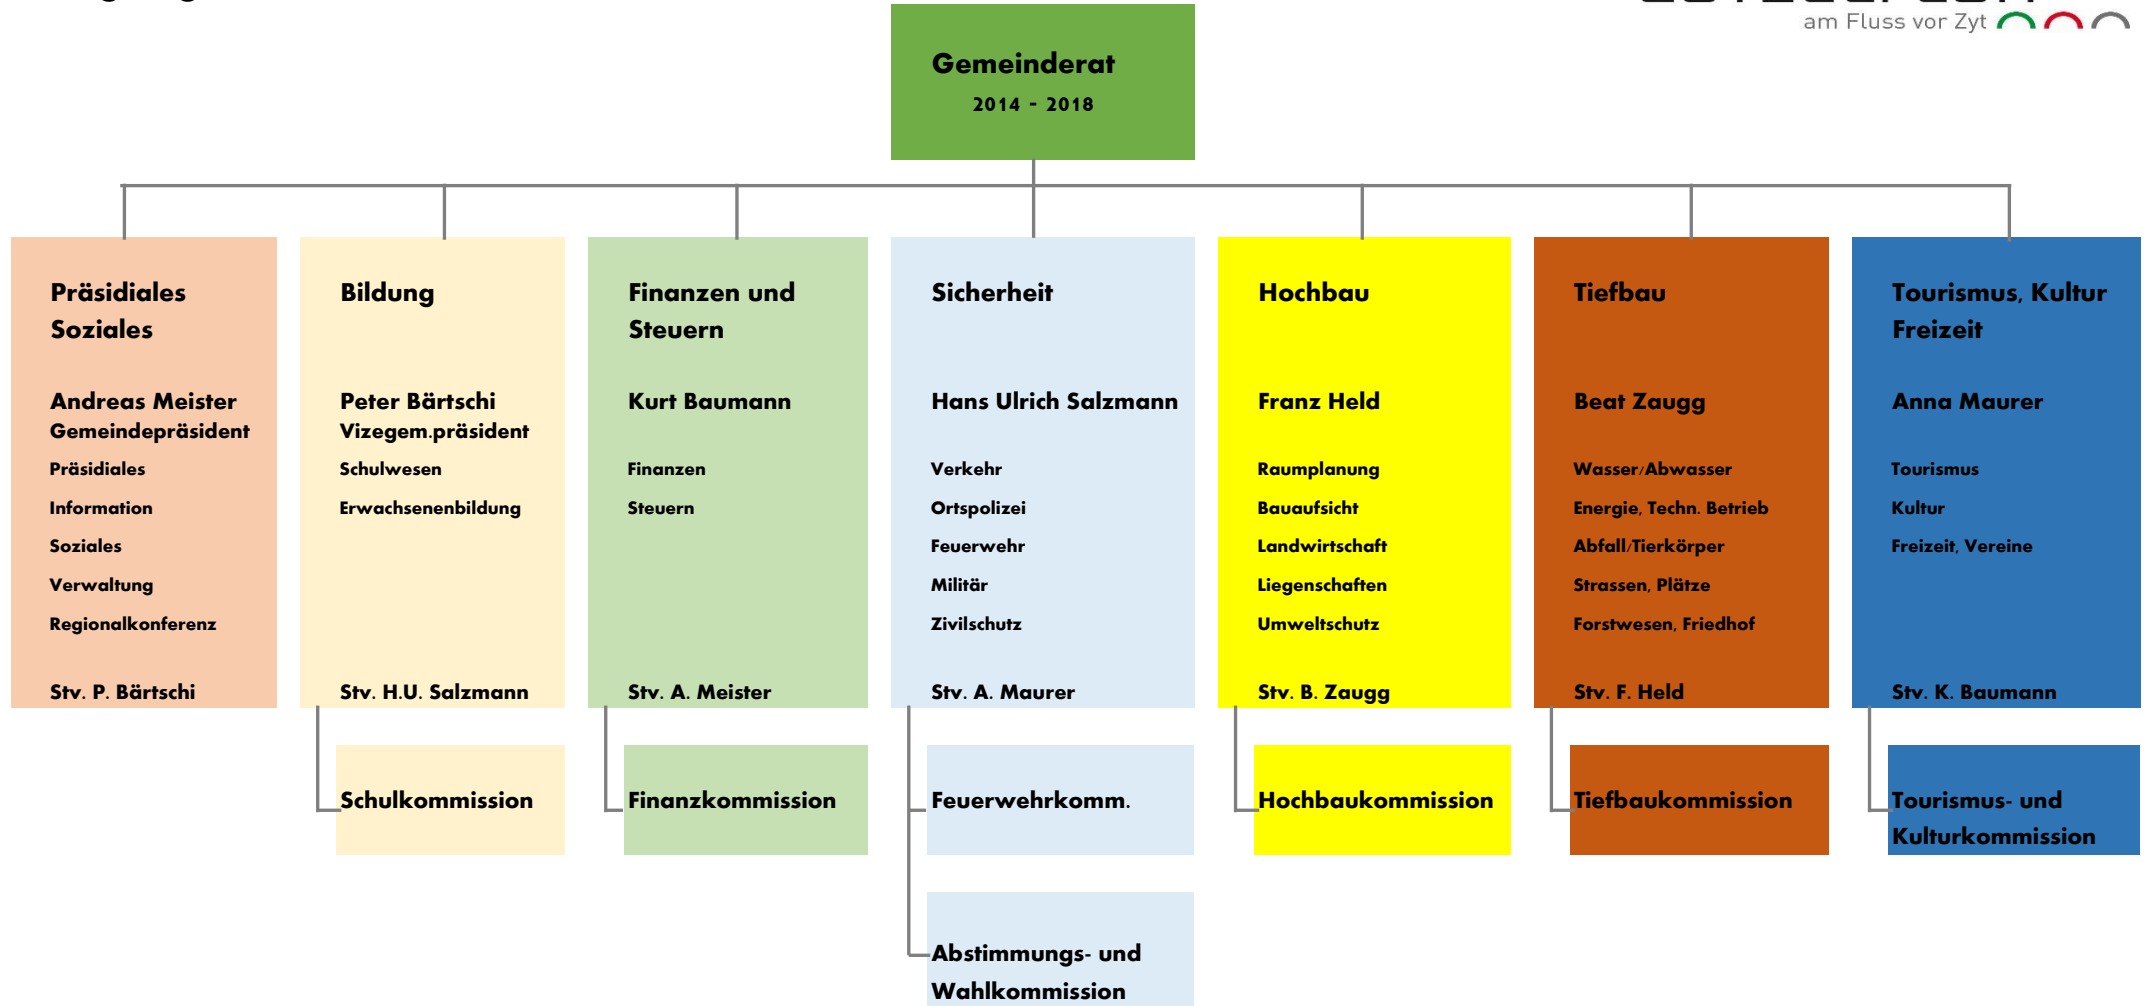 am Fluss vor Zyt
Gemeinderat
2014 - 2018
Präsidiales
Soziales
Andreas Meister
Gemeindepräsident
Präsidiales
Information
Soziales
Verwaltung
Regionalkonferenz
Stv. P. Bärtschi
Bildung
Peter Bärtschi
Vizegem.präsident
Schulwesen
Erwachsenenbildung
Stv. H.U. Salzmann
Schulkommission
Finanzen und
Steuern
Kurt Baumann
Finanzen
Steuern
Stv. A. Meister
Finanzkommission
Sicherheit
Hans Ulrich Salzmann
Verkehr
Ortspolizei
Feuerwehr
Militär
Zivilschutz
Stv. A. Maurer
Feuerwehrkomm.
Abstimmungs- und
Wahlkommission
Hochbau
Franz Held
Raumplanung
Bauaufsicht
Landwirtschaft
Liegenschaften
Umweltschutz
Stv. B. Zaugg
Hochbaukommission
Tiefbau
Beat Zaugg
Wasser/Abwasser
Energie, Techn. Betrieb
Abfall/Tierkörper
Strassen, Plätze
Forstwesen, Friedhof
Stv. F. Held
Tiefbaukommission
Tourismus, Kultur
Freizeit
Anna Maurer
Tourismus
Kultur
Freizeit, Vereine
Stv. K. Baumann
Tourismus- und
Kulturkommission